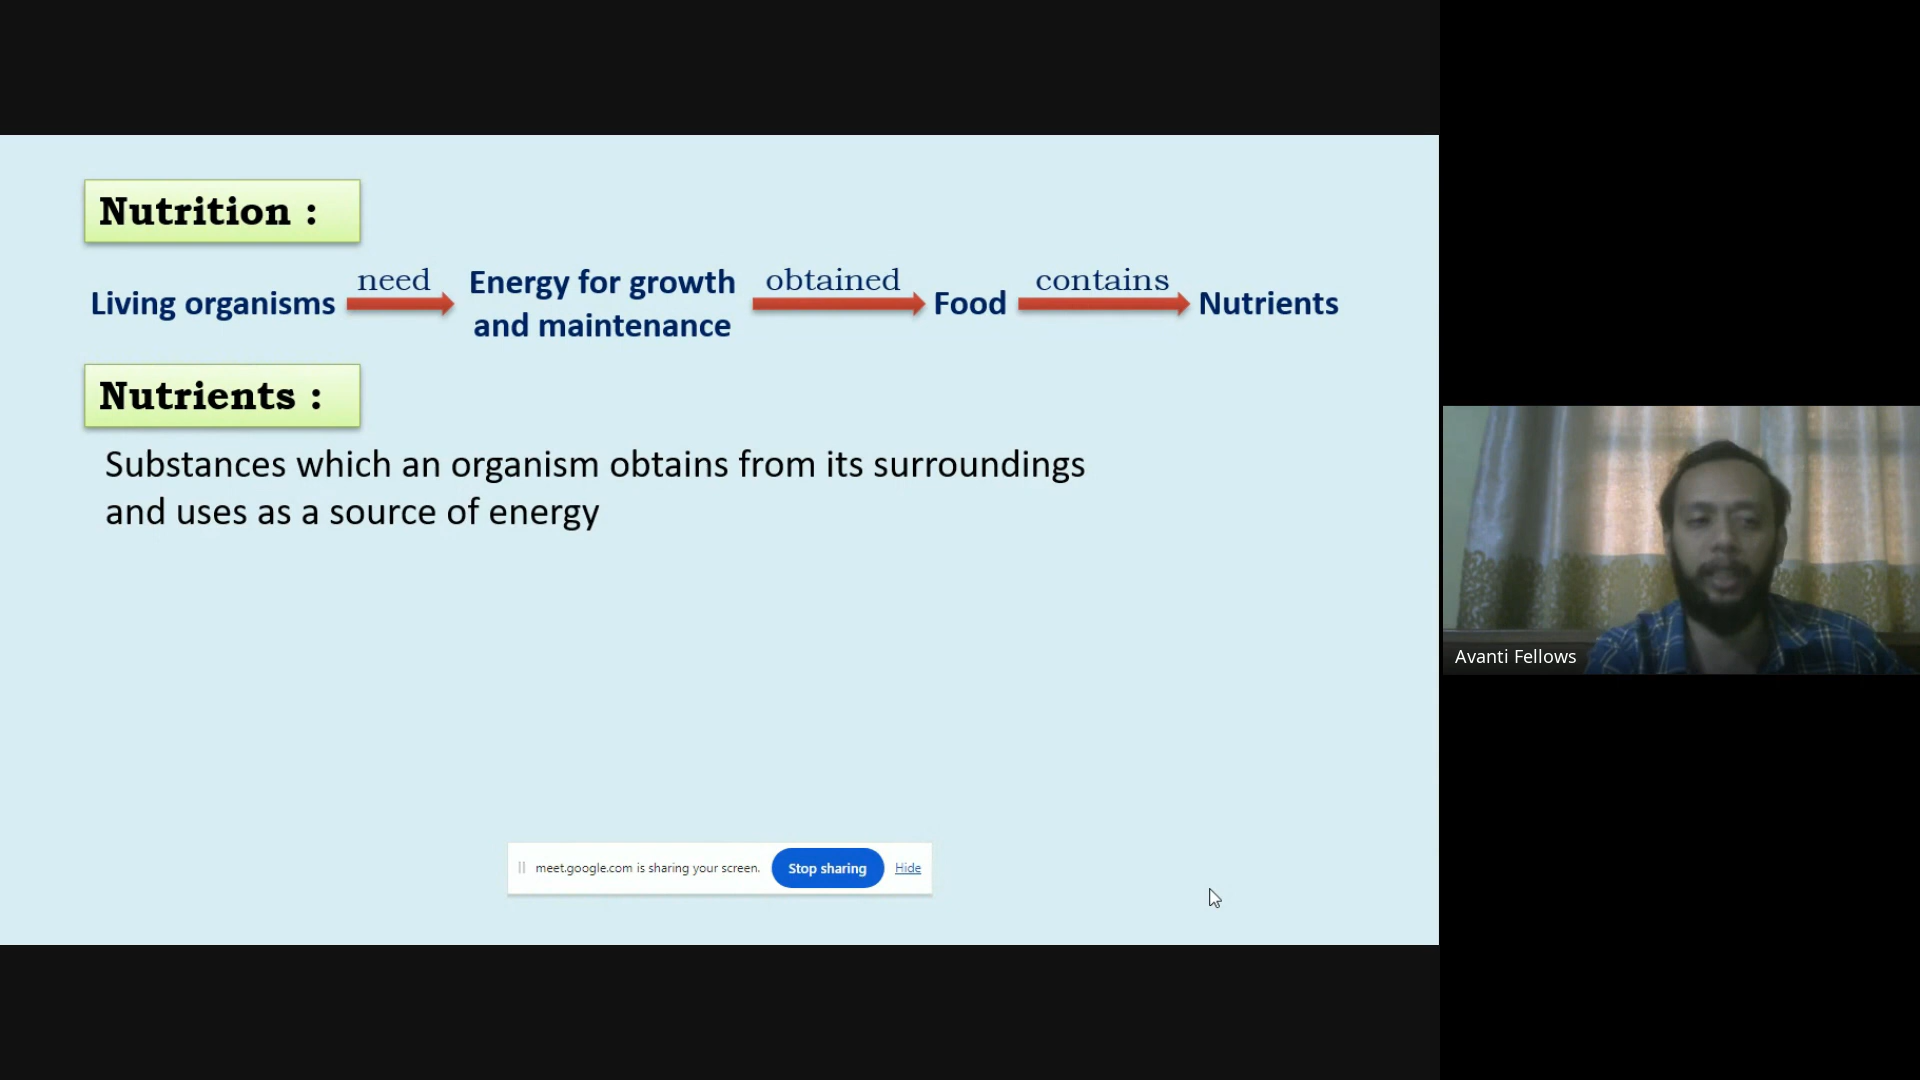 Nutrition :
need obtained contains
Living organisms Energy for growth and maintenance Food Nutrients
Nutrients :
Substances which an organism obtains from its surroundings
and uses as a source of energy
meet.google.com is sharing your screen. Stop sharing Hide
Avanti Fellows